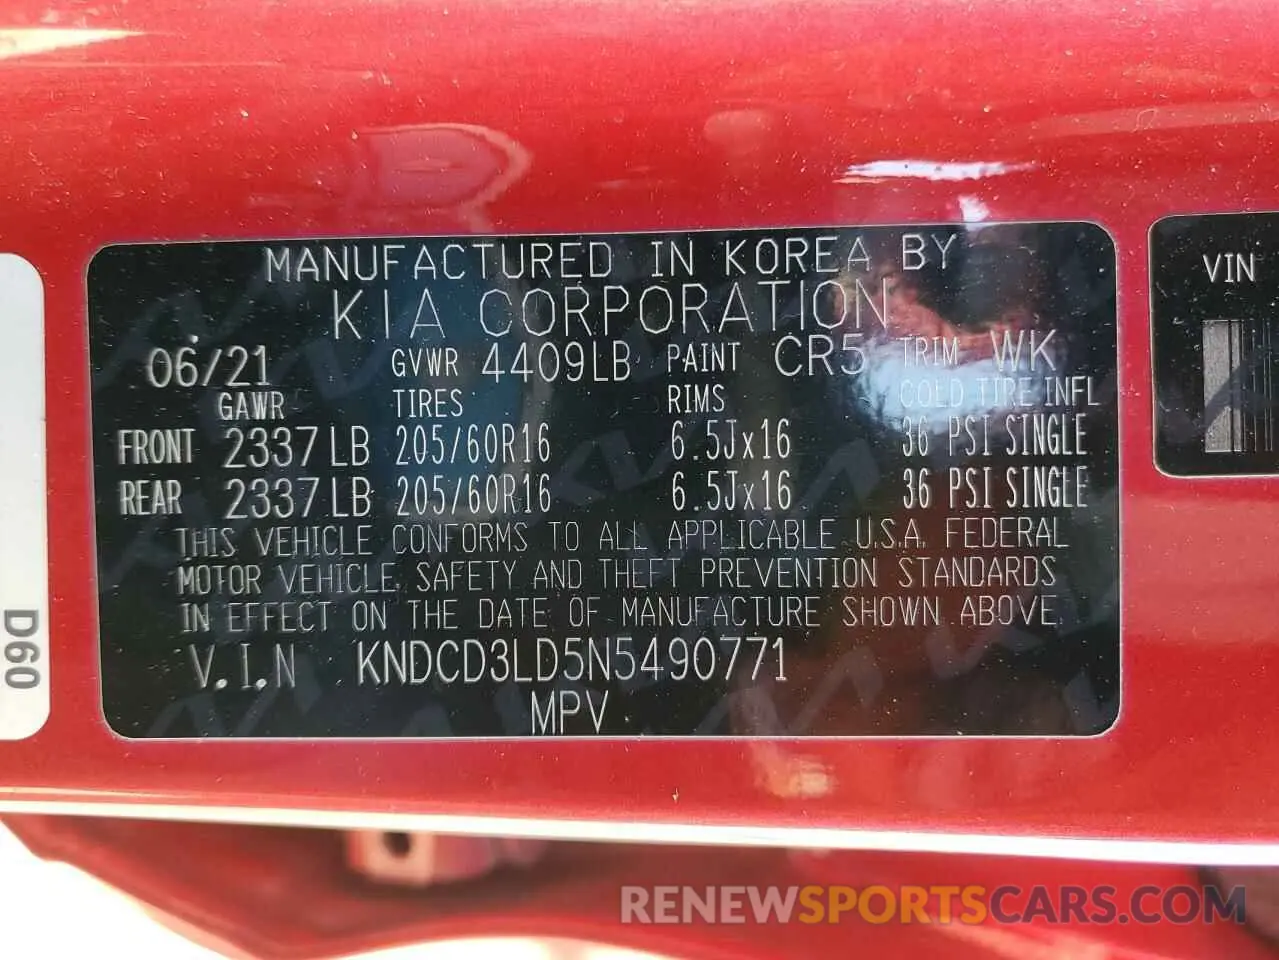 MANUFACTURED IN KOREA BY
KIA CORPORATION
06/21 GVWR 4409LB PAINT CR5 TRIM WK
GAWR TIRES RIMS COLD TIRE INFL
FRONT 2337LB 205/60R16 6.5Jx16 36 PSI SINGLE
REAR 2337LB 205/60R16 6.5Jx16 36 PSI SINGLE
THIS VEHICLE CONFORMS TO ALL APPLICABLE U.S.A. FEDERAL
MOTOR VEHICLE SAFETY AND THEFT PREVENTION STANDARDS
IN EFFECT ON THE DATE OF MANUFACTURE SHOWN ABOVE.
V.I.N KNDCD3LD5N5490771
MPV
VIN
D60
RENEWSPORTSCARS.COM